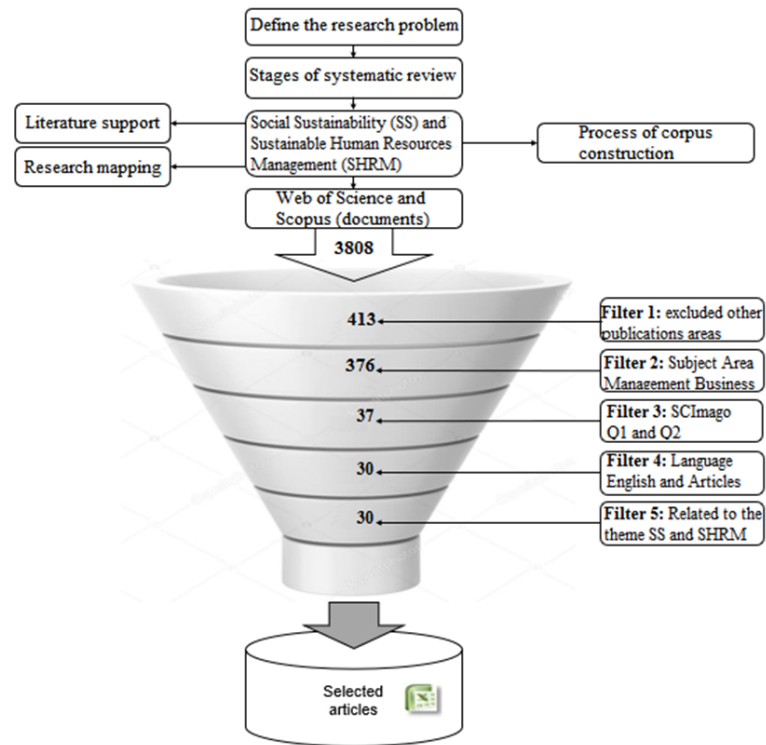 Define the research problem
Stages of systematic review
Literature support
Social Sustainability (SS) and
Sustainable Human Resources
Management (SHRM)
Process of corpus
construction
Research mapping
Web of Science and
Scopus (documents)
3808
413
Filter 1: excluded other
publications areas
376
Filter 2: Subject Area
Management Business
37
Filter 3: SCImago
Q1 and Q2
30
Filter 4: Language
English and Articles
30
Filter 5: Related to the
theme SS and SHRM
Selected
articles